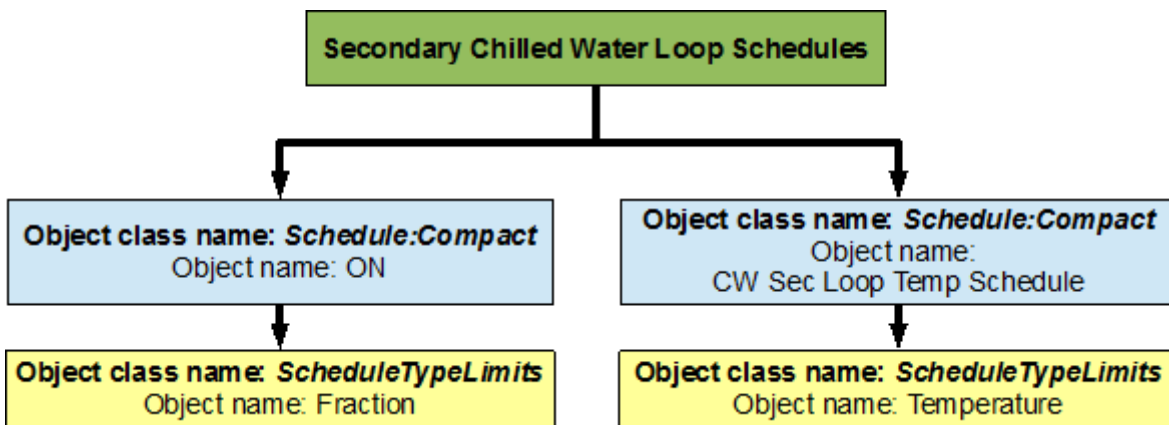 Secondary Chilled Water Loop Schedules
Object class name: Schedule:Compact
Object name: ON
Object class name: Schedule:Compact
Object name:
CW Sec Loop Temp Schedule
Object class name: ScheduleTypeLimits
Object name: Fraction
Object class name: ScheduleTypeLimits
Object name: Temperature